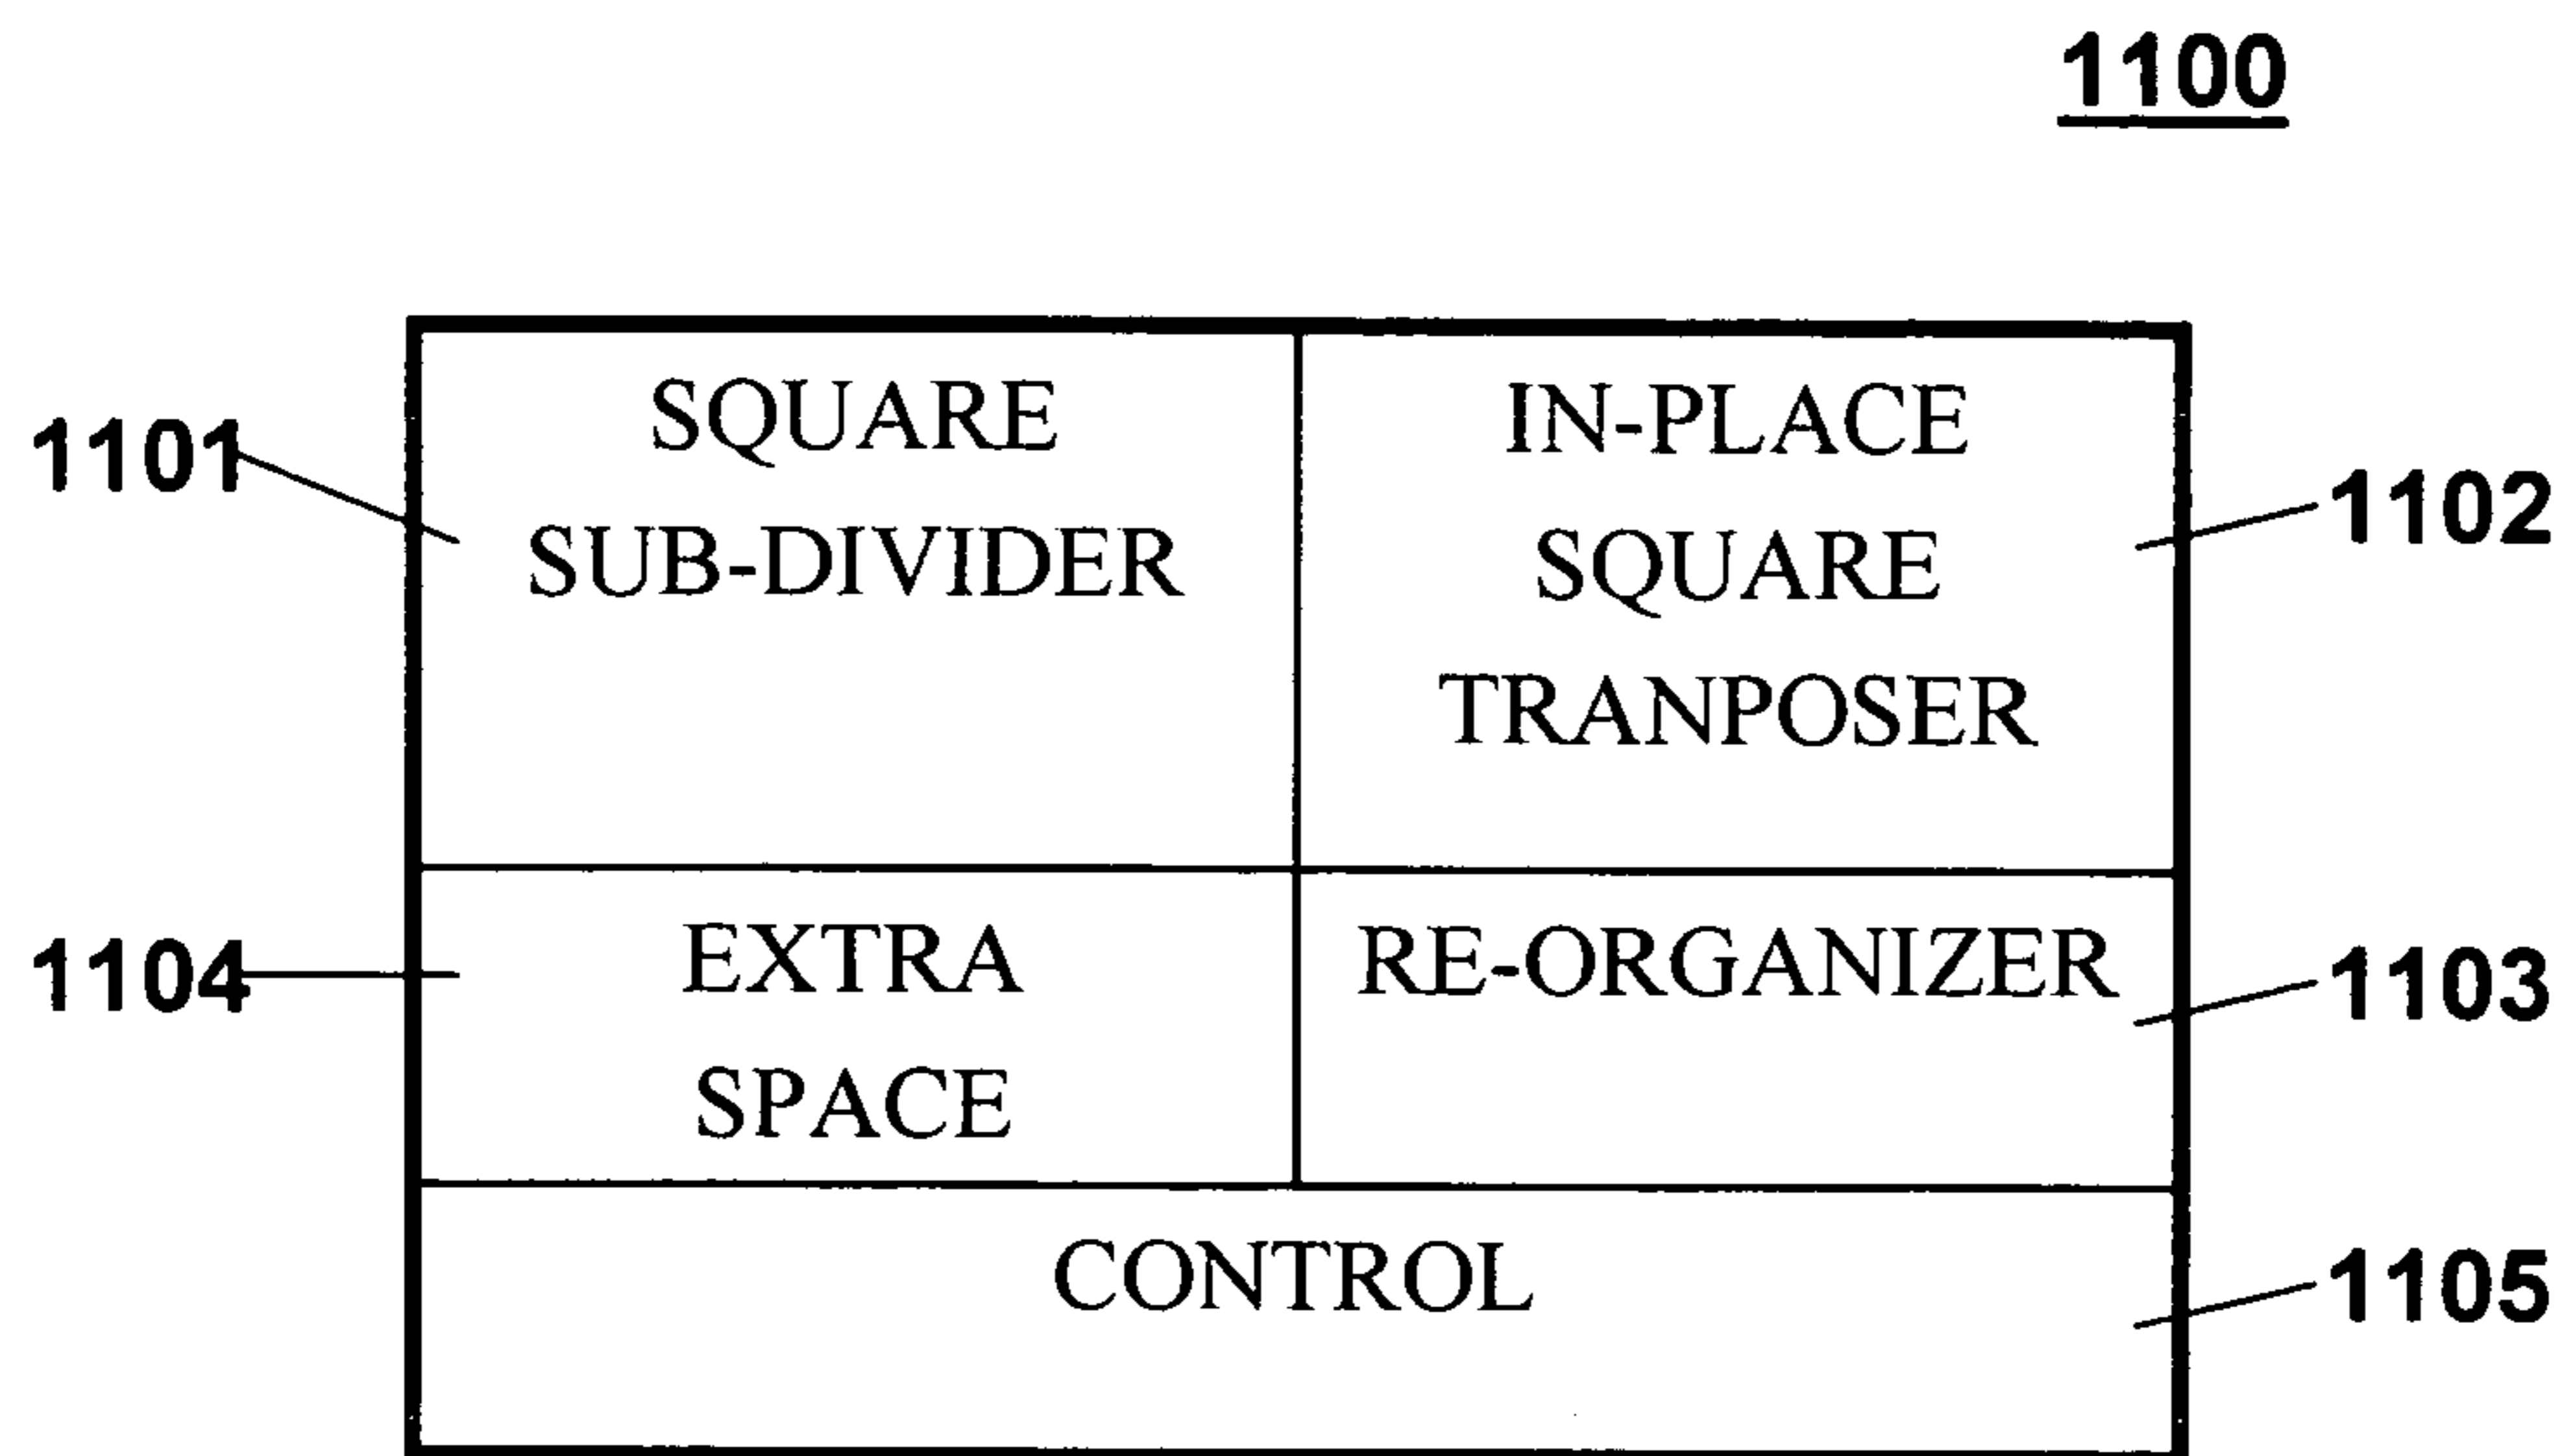 1100
1101
SQUARE
SUB-DIVIDER
IN-PLACE
SQUARE
TRANPOSER
1102
1104
EXTRA
SPACE
RE-ORGANIZER
1103
CONTROL
1105